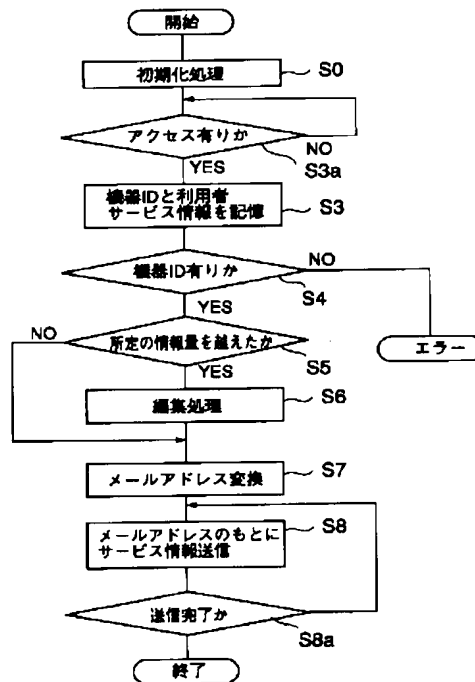 開始
初期化処理
S0
アクセス有りか
NO
S3a
YES
機器IDと利用者
サービス情報を記憶
S3
機器ID有りか
NO
S4
YES
NO
所定の情報量を越えたか
S5
エラー
YES
編集処理
S6
メールアドレス変換
S7
メールアドレスのもとに
サービス情報送信
S8
送信完了か
S8a
終了